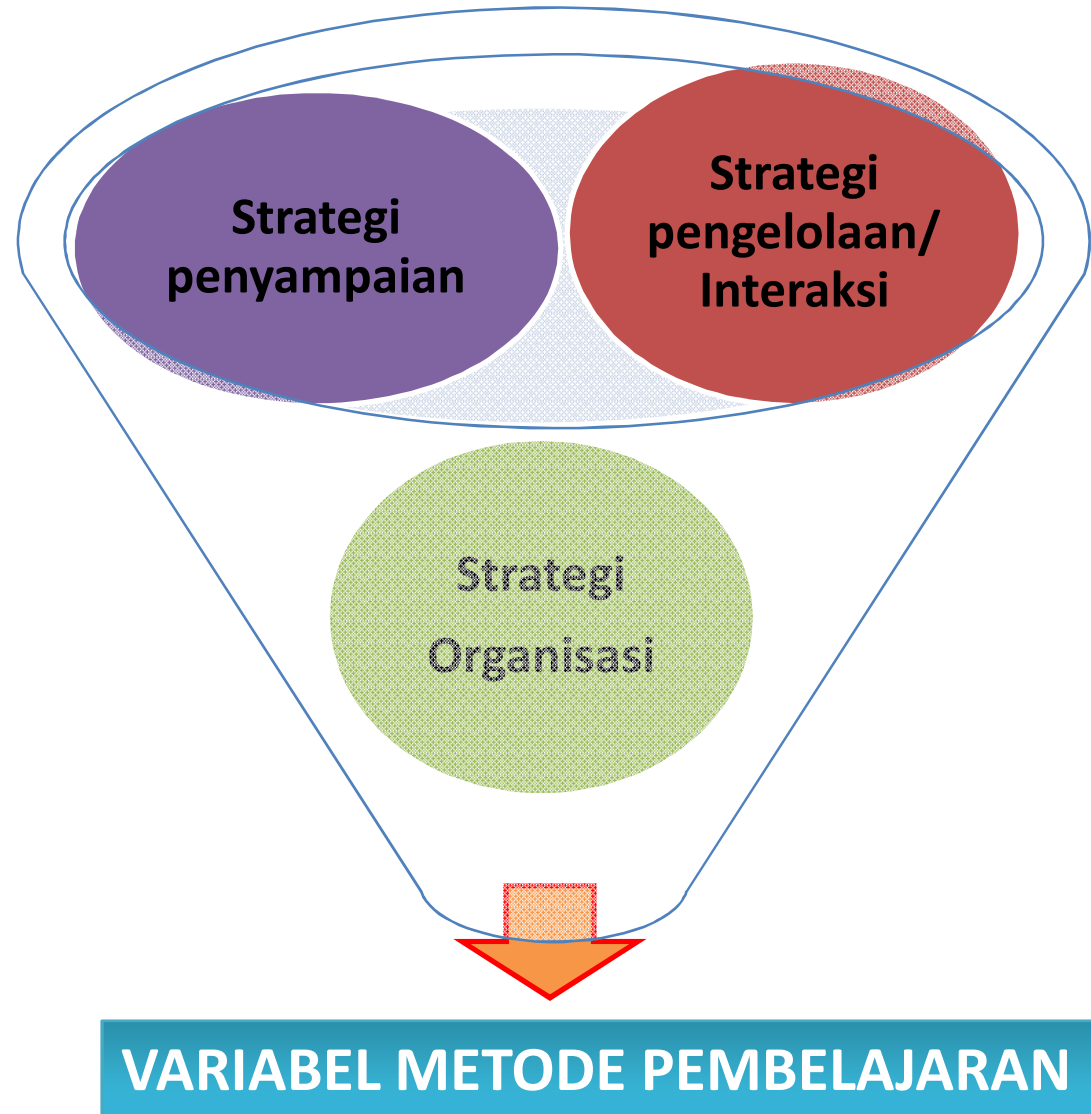 Strategi
penyampaian
Strategi
pengelolaan/
Interaksi
Strategi
Organisasi
VARIABEL METODE PEMBELAJARAN